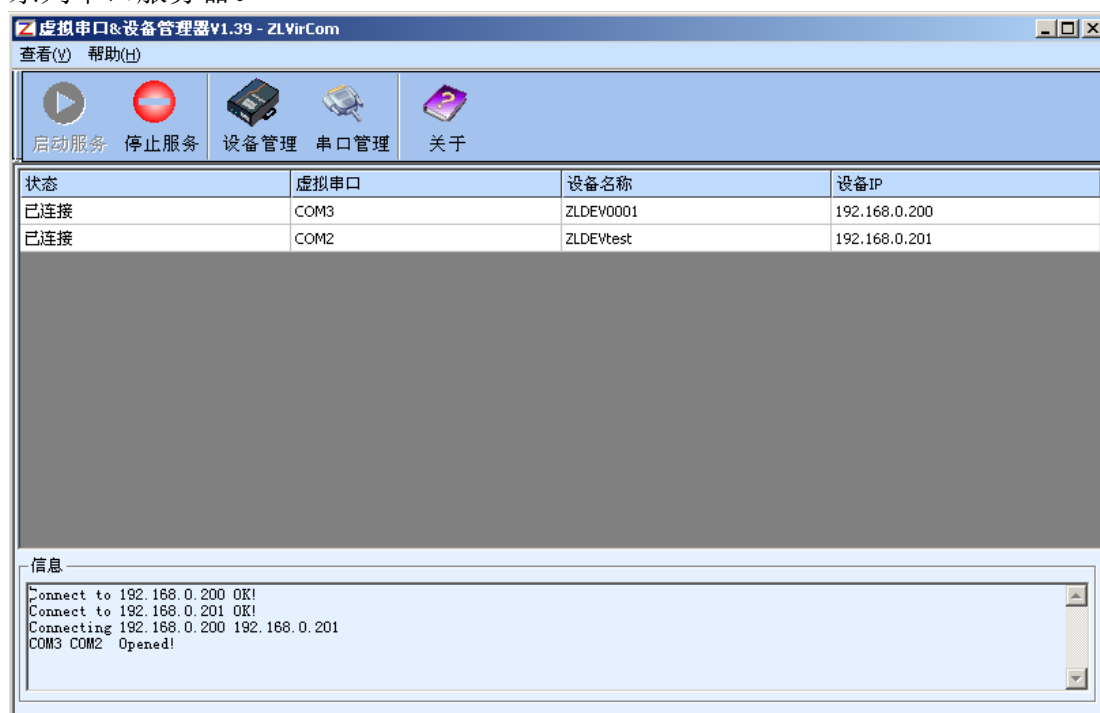 虚拟串口&设备管理器V1.39 - ZLVirCom
查看(V) 帮助(H)
启动服务 停止服务 设备管理 串口管理 关于
状态 虚拟串口 设备名称 设备IP
已连接 COM3 ZLDEV0001 192.168.0.200
已连接 COM2 ZLDEVtest 192.168.0.201
信息
Connect to 192.168.0.200 OK!
Connect to 192.168.0.201 OK!
Connecting 192.168.0.200 192.168.0.201
COM3 COM2 Opened!